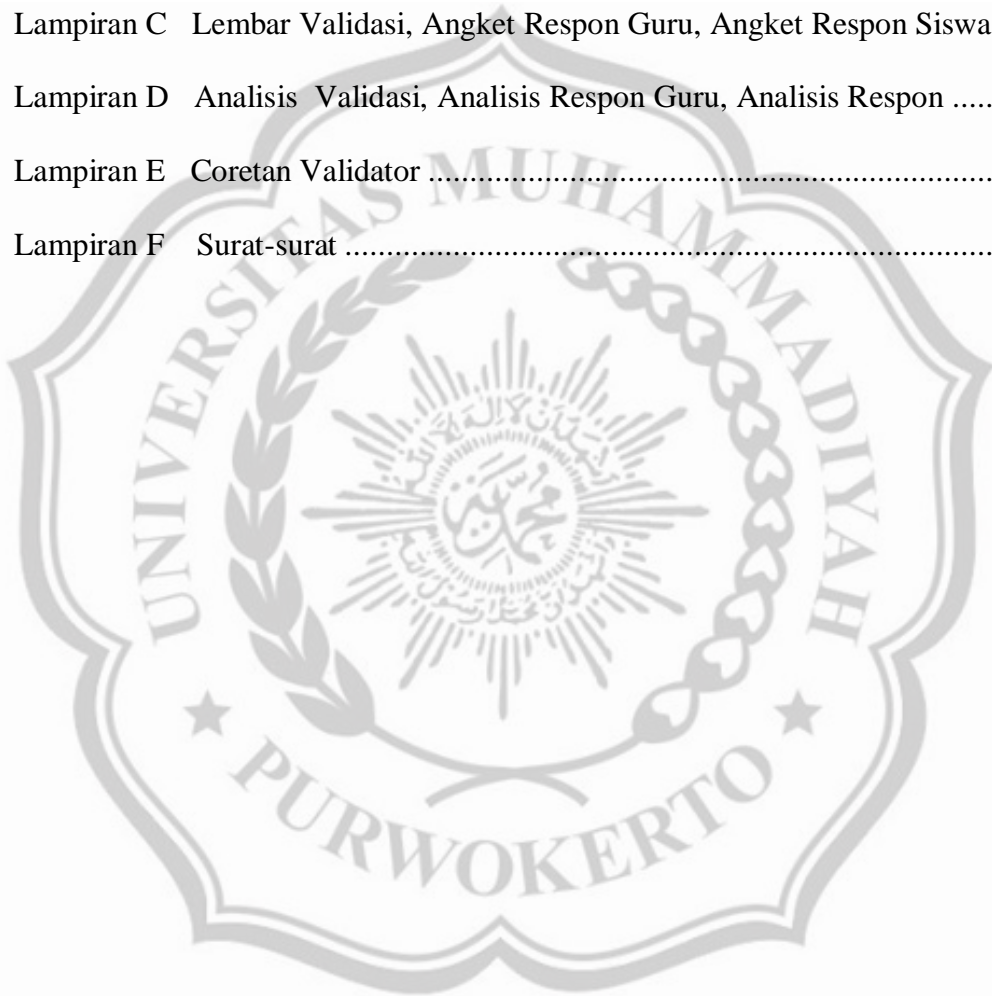 Lampiran C Lembar Validasi, Angket Respon Guru, Angket Respon Siswa
Lampiran D Analisis Validasi, Analisis Respon Guru, Analisis Respon .....
Lampiran E Coretan Validator ....................................................................
Lampiran F Surat-surat ..............................................................................
UNIVERSITAS MUHAMMADIYAH
PURWOKERTO